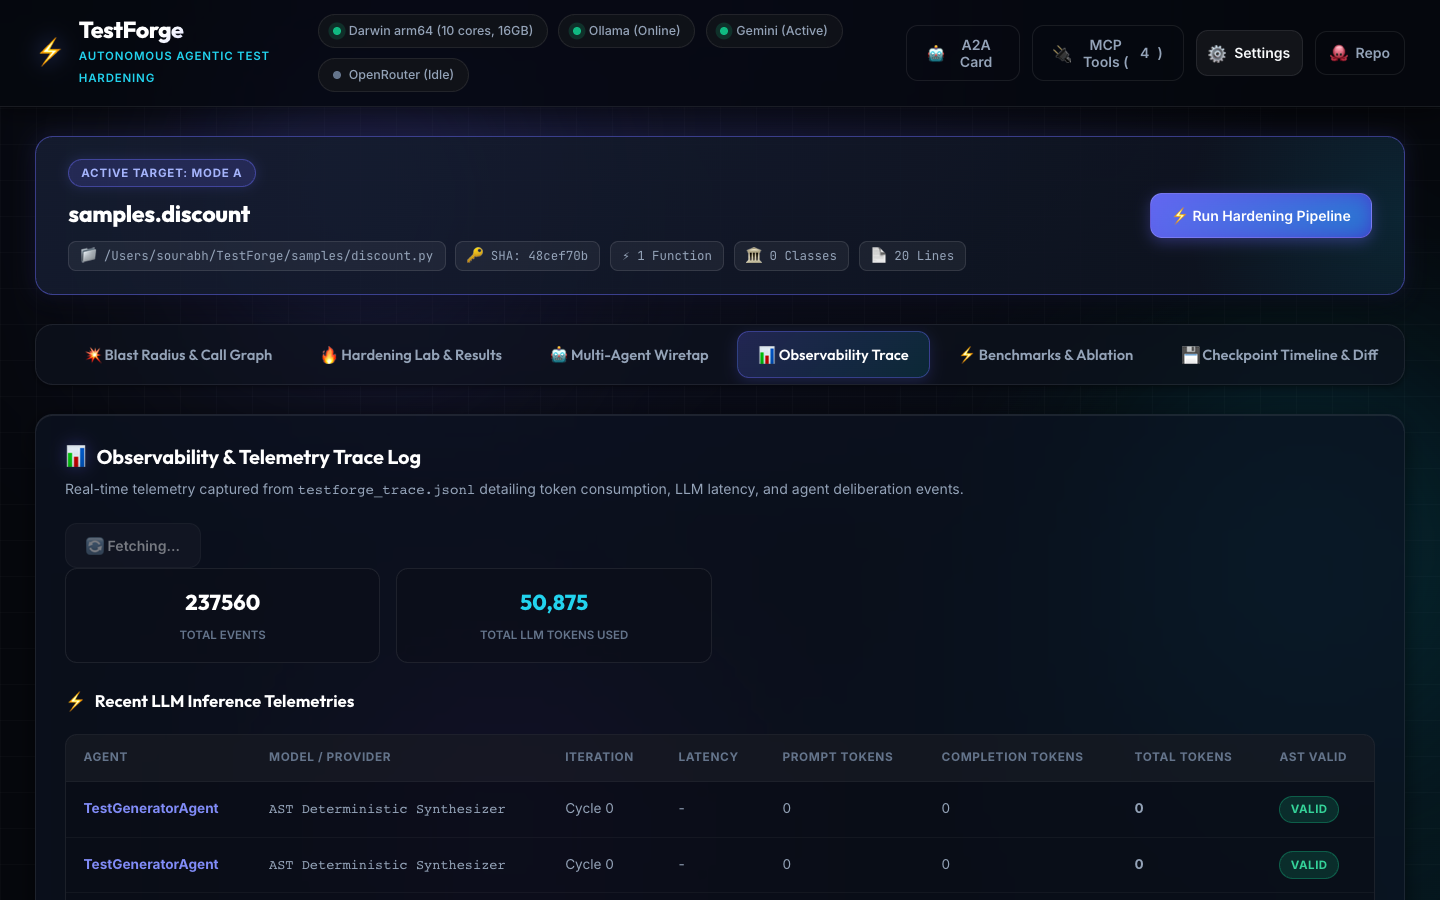 TestForge
AUTONOMOUS AGENTIC TEST
HARDENING
Darwin arm64 (10 cores, 16GB)
Ollama (Online)
Gemini (Active)
OpenRouter (Idle)
A2A
Card
MCP
Tools ( 4 )
Settings
Repo
ACTIVE TARGET: MODE A
samples.discount
/Users/sourabh/TestForge/samples/discount.py
SHA: 48cef70b
⚡ 1 Function
0 Classes
20 Lines
Run Hardening Pipeline
Blast Radius & Call Graph
Hardening Lab & Results
Multi-Agent Wiretap
Observability Trace
Benchmarks & Ablation
Checkpoint Timeline & Diff
Observability & Telemetry Trace Log
Real-time telemetry captured from testforge_trace.jsonl detailing token consumption, LLM latency, and agent deliberation events.
Fetching...
237560
TOTAL EVENTS
50,875
TOTAL LLM TOKENS USED
Recent LLM Inference Telemetries
AGENT MODEL / PROVIDER ITERATION LATENCY PROMPT TOKENS COMPLETION TOKENS TOTAL TOKENS AST VALID
TestGeneratorAgent AST Deterministic Synthesizer Cycle 0 - 0 0 0 VALID
TestGeneratorAgent AST Deterministic Synthesizer Cycle 0 - 0 0 0 VALID